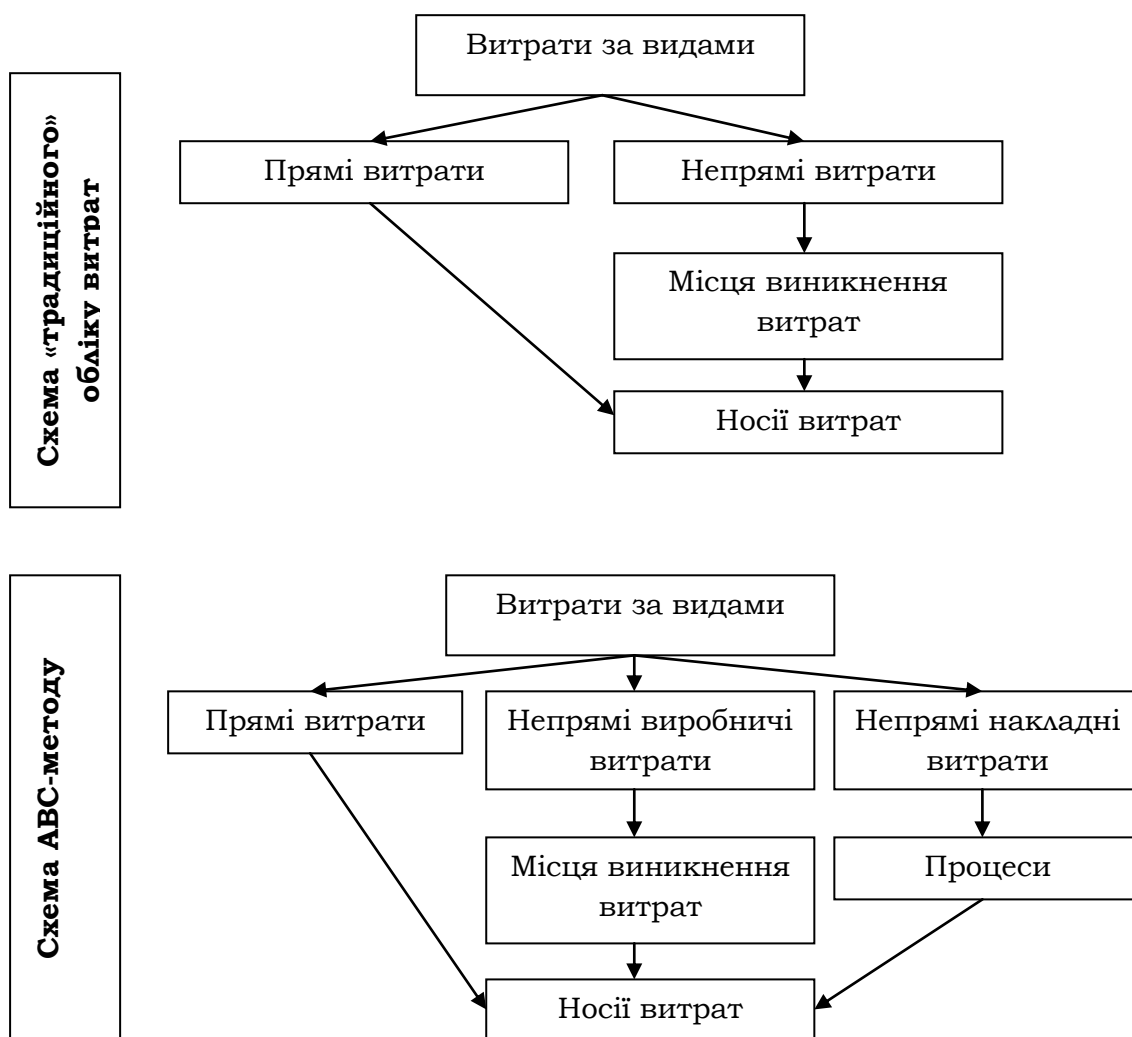 Схема «традиційного»
обліку витрат
Витрати за видами
Прямі витрати
Непрямі витрати
Місця виникнення
витрат
Носії витрат
Схема АВС-методу
Витрати за видами
Прямі витрати
Непрямі виробничі
витрати
Непрямі накладні
витрати
Місця виникнення
витрат
Процеси
Носії витрат